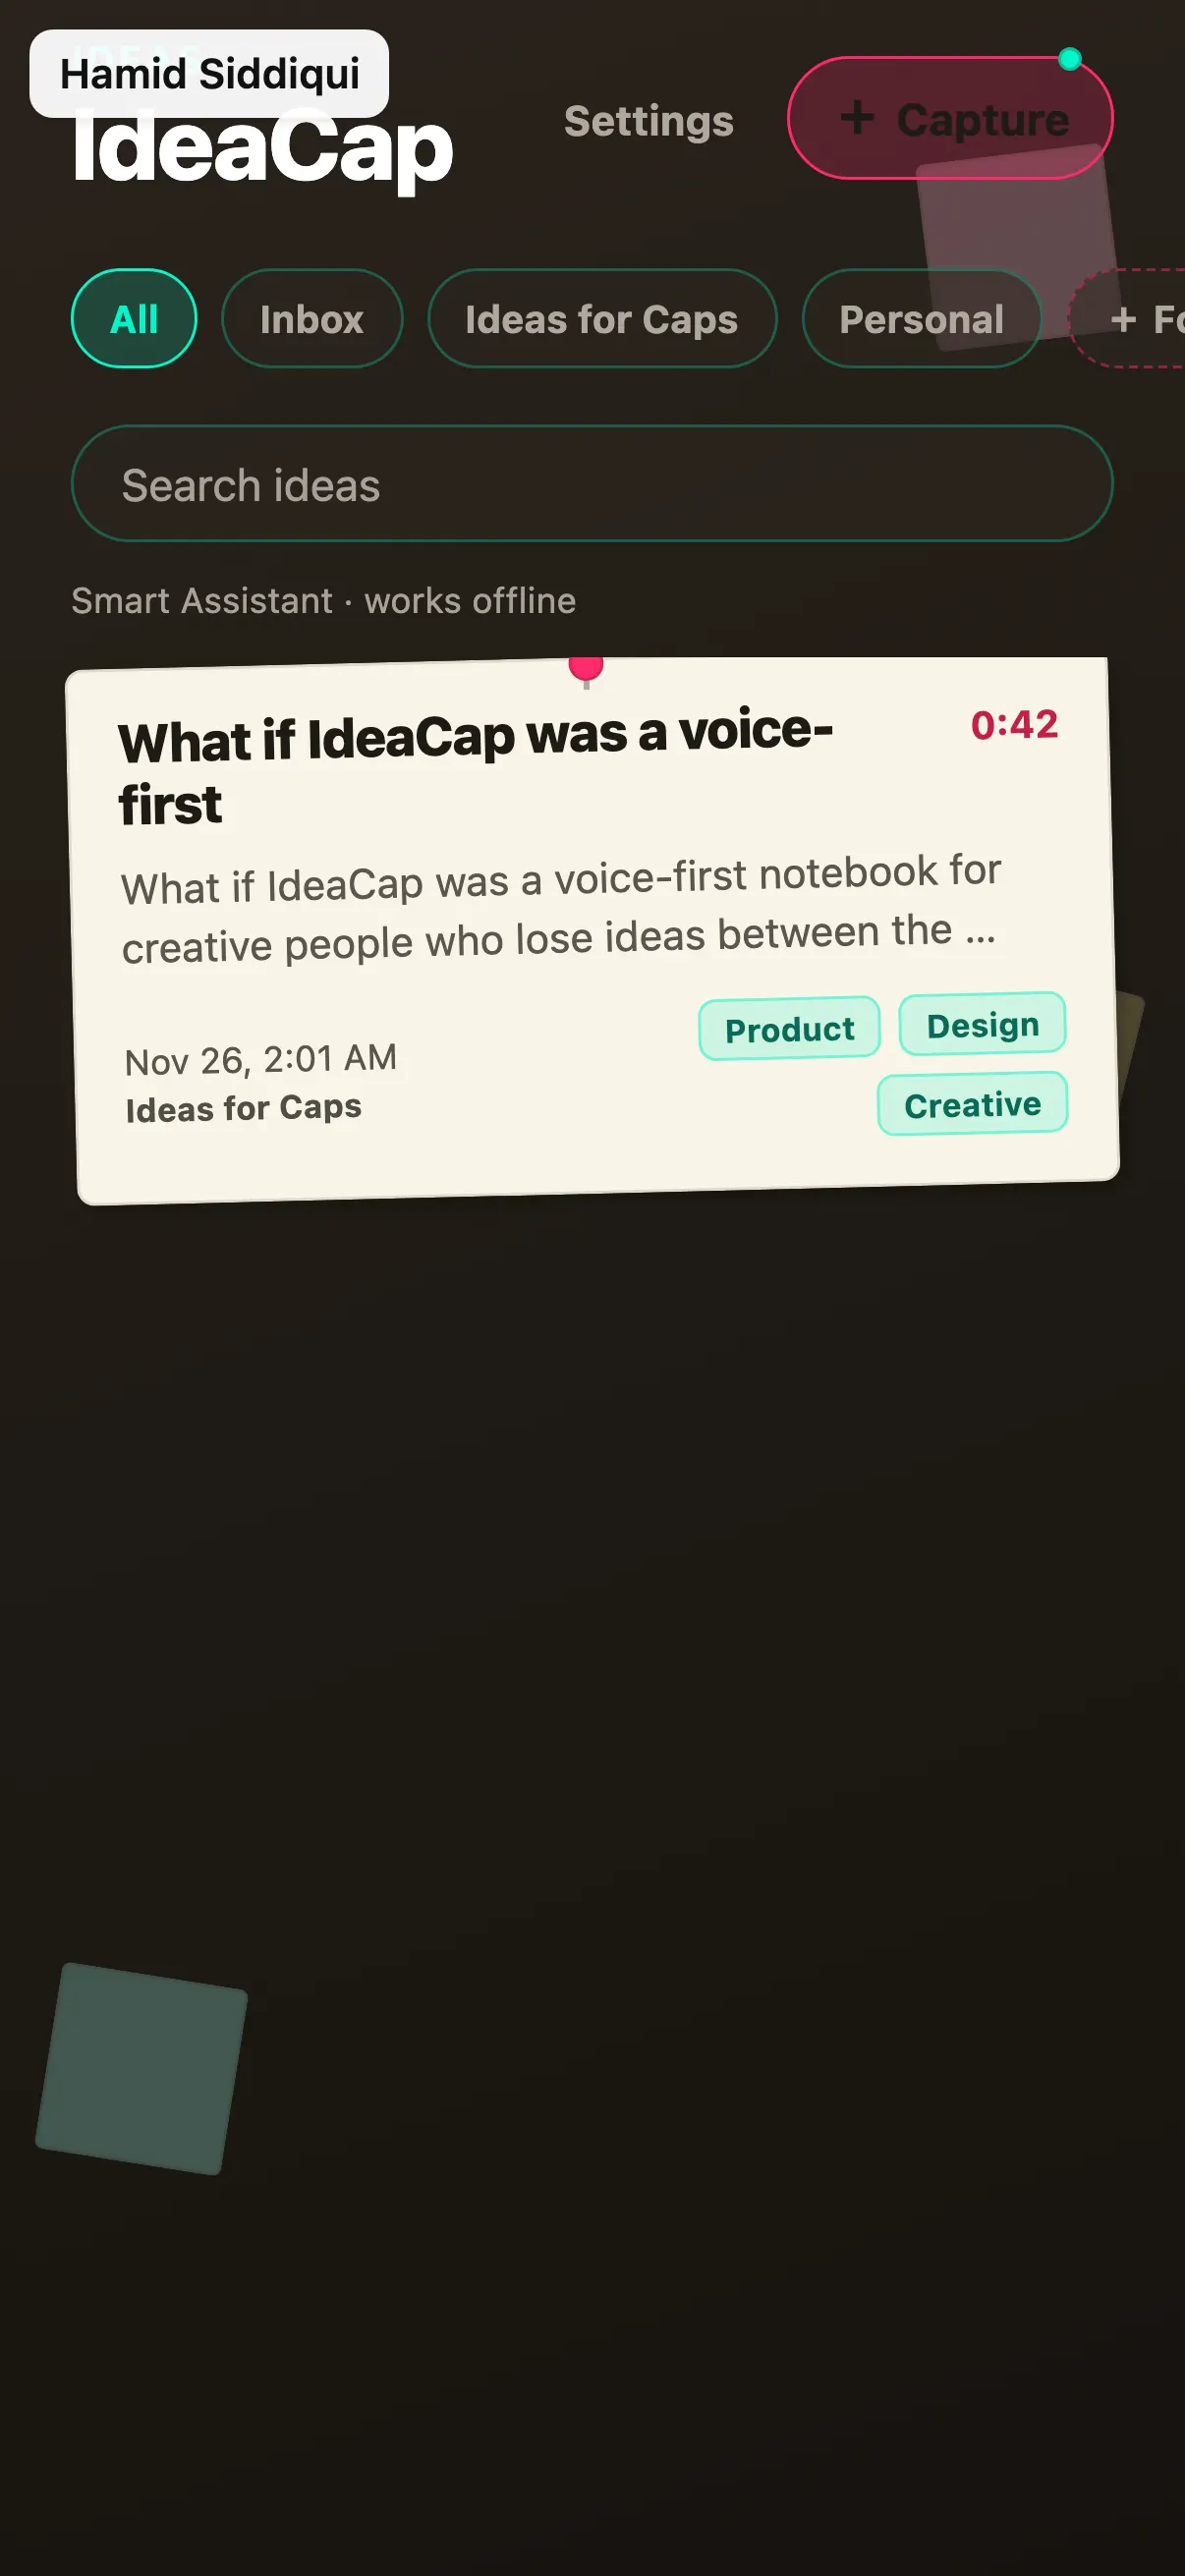 Hamid Siddiqui
IdeaCap
Settings
+ Capture
All
Inbox
Ideas for Caps
Personal
+ Fo
Search ideas
Smart Assistant · works offline
What if IdeaCap was a voice-
first
0:42
What if IdeaCap was a voice-first notebook for
creative people who lose ideas between the ...
Product
Design
Nov 26, 2:01 AM
Ideas for Caps
Creative